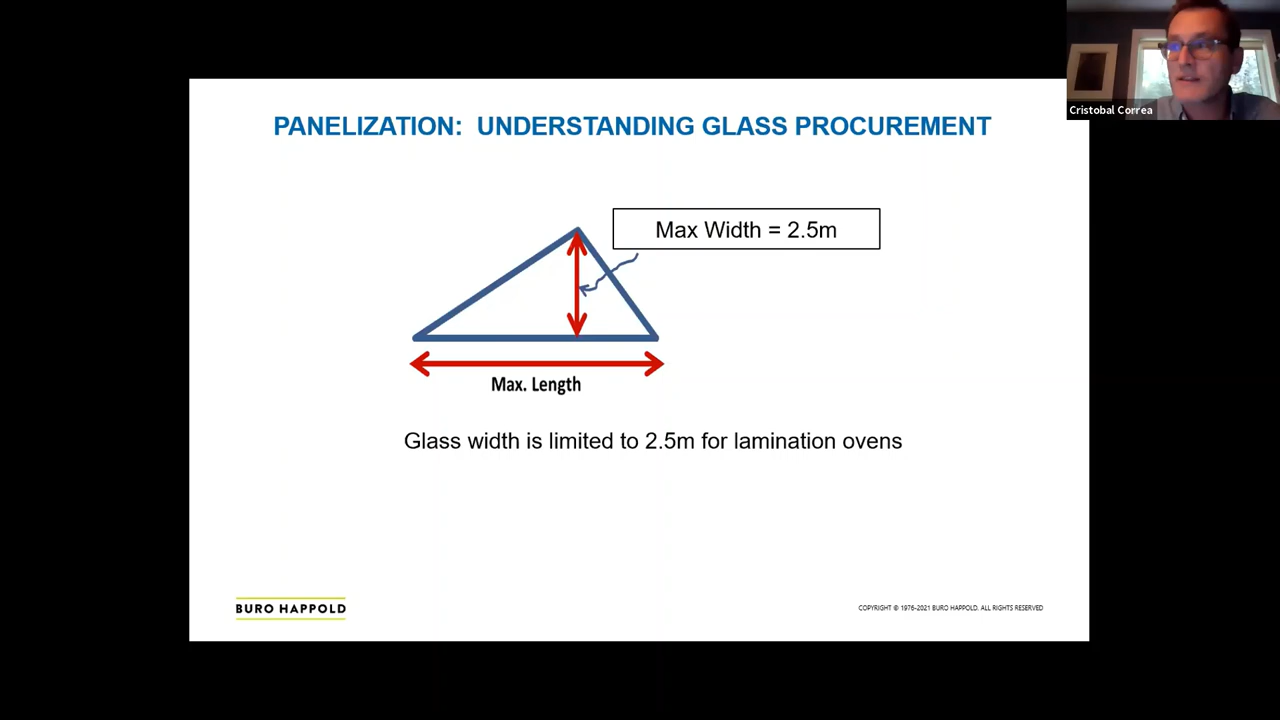 Cristobal Correa
PANELIZATION: UNDERSTANDING GLASS PROCUREMENT
Max Width = 2.5m
Max. Length
Glass width is limited to 2.5m for lamination ovens
BURO HAPPOLD
COPYRIGHT © 1976-2021 BURO HAPPOLD. ALL RIGHTS RESERVED